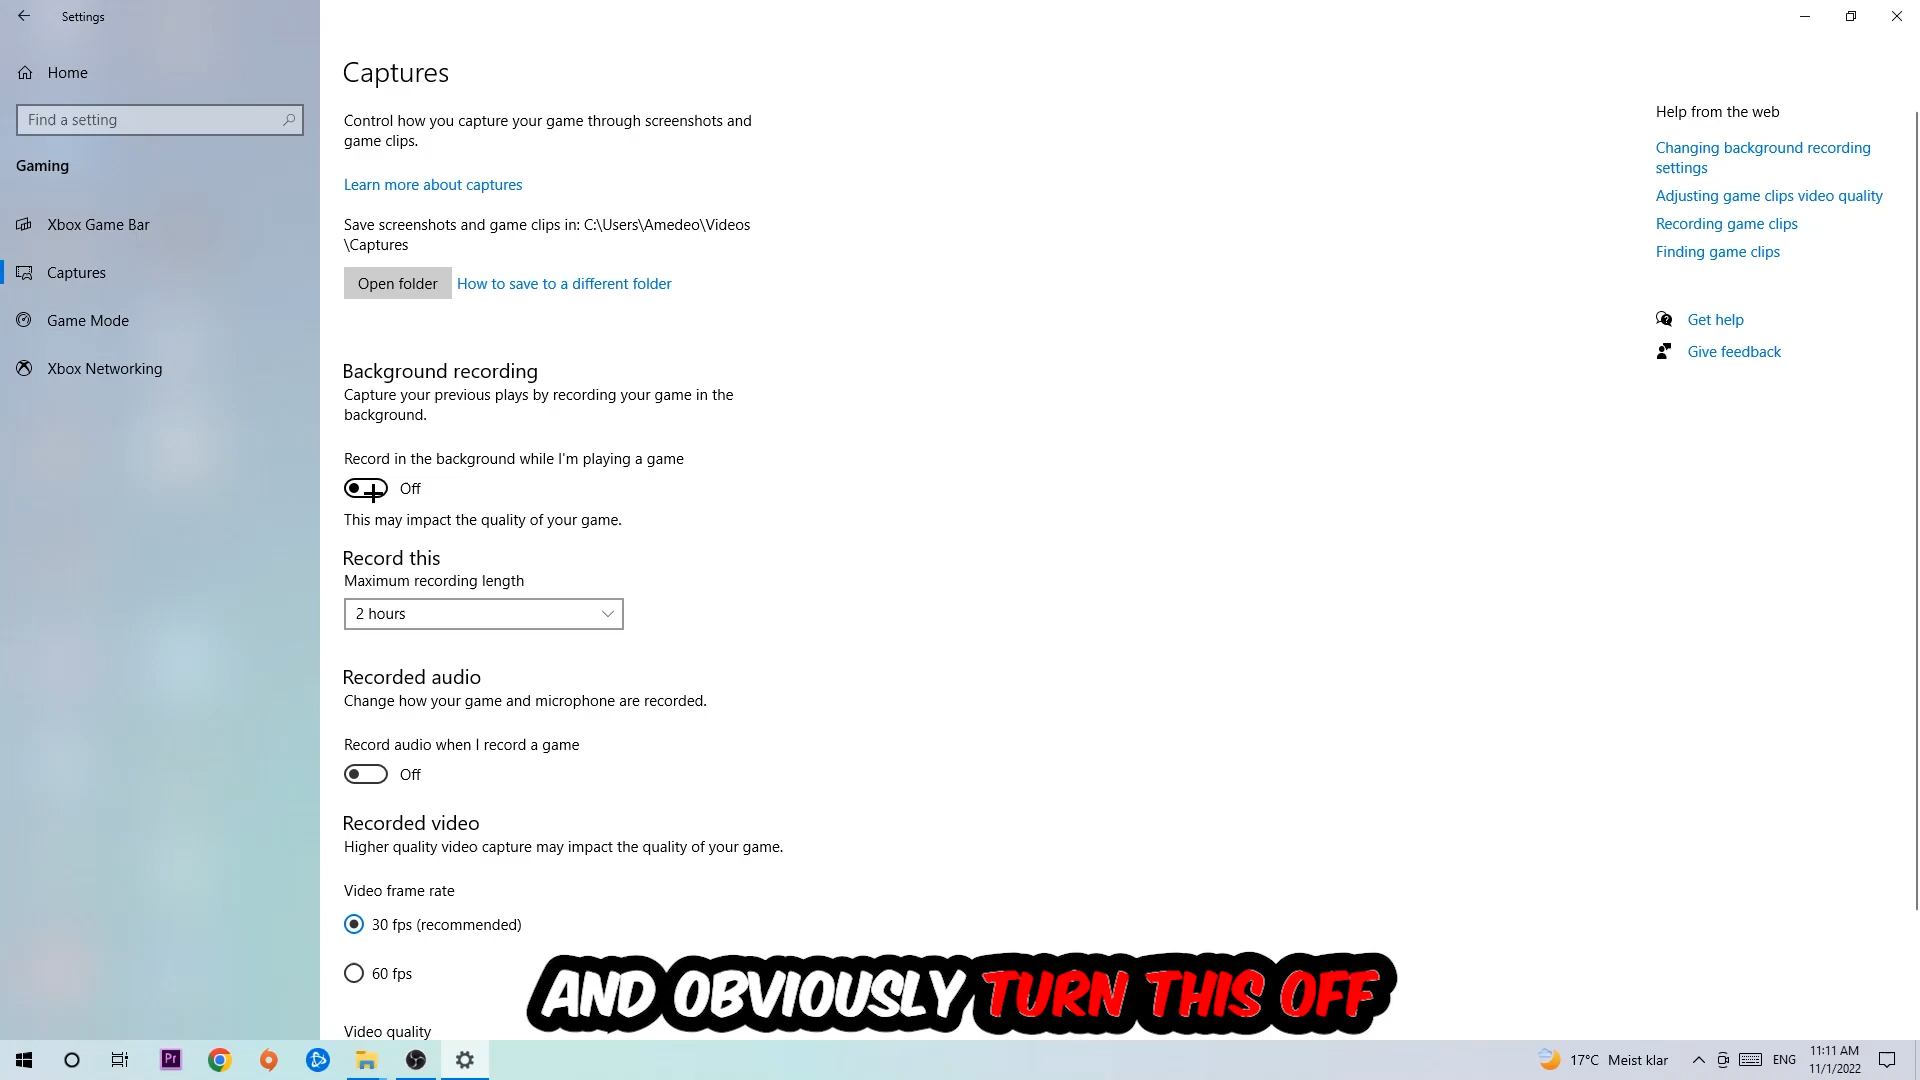 Settings
Home
Find a setting
Gaming
Xbox Game Bar
Captures
Game Mode
Xbox Networking
Captures
Control how you capture your game through screenshots and
game clips.
Learn more about captures
Save screenshots and game clips in: C:\Users\Amedeo\Videos
\Captures
Open folder
How to save to a different folder
Background recording
Capture your previous plays by recording your game in the
background.
Record in the background while I'm playing a game
Off
This may impact the quality of your game.
Record this
Maximum recording length
2 hours
Recorded audio
Change how your game and microphone are recorded.
Record audio when I record a game
Off
Recorded video
Higher quality video capture may impact the quality of your game.
Video frame rate
30 fps (recommended)
60 fps
Video quality
Help from the web
Changing background recording
settings
Adjusting game clips video quality
Recording game clips
Finding game clips
Get help
Give feedback
AND OBVIOUSLY TURN THIS OFF
Pr
17°C Meist klar
ENG
11:11 AM
11/1/2022